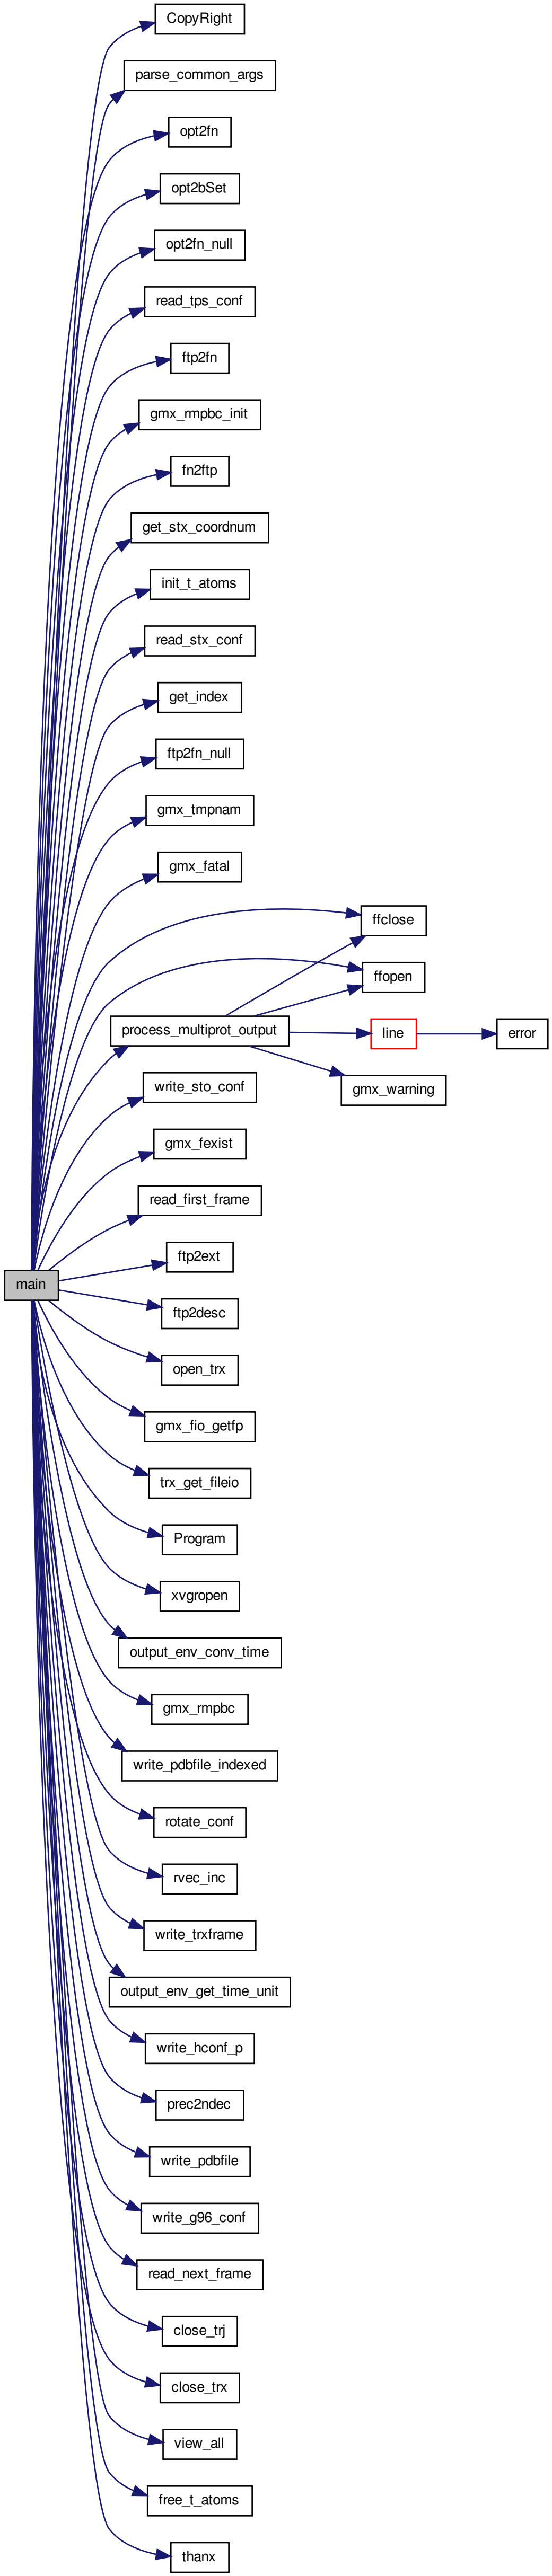 CopyRight
parse_common_args
opt2fn
opt2bSet
opt2fn_null
read_tps_conf
ftp2fn
gmx_rmpbc_init
fn2ftp
get_stx_coordnum
init_t_atoms
read_stx_conf
get_index
ftp2fn_null
gmx_tmpnam
gmx_fatal
ffclose
ffopen
process_multiprot_output
line
error
write_sto_conf
gmx_warning
gmx_fexist
read_first_frame
ftp2ext
main
ftp2desc
open_trx
gmx_fio_getfp
trx_get_fileio
Program
xvgropen
output_env_conv_time
gmx_rmpbc
write_pdbfile_indexed
rotate_conf
rvec_inc
write_trxframe
output_env_get_time_unit
write_hconf_p
prec2ndec
write_pdbfile
write_g96_conf
read_next_frame
close_trj
close_trx
view_all
free_t_atoms
thanx